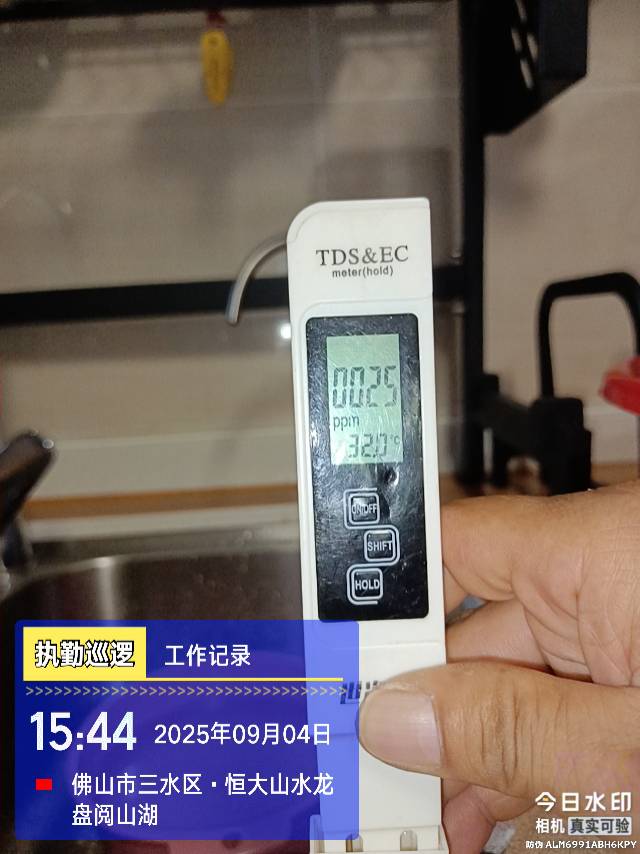 TDS&EC
meter(hold)
0025
ppm
32.0°C
ON/OFF
SHIFT
HOLD
执勤巡逻 工作记录
>>>>>>>>>>>>>>>>>>>>>>>>>>>>>>>>>>>>>>>>
15:44 2025年09月04日
佛山市三水区·恒大山水龙
盘阅山湖
今日水印
相机 真实可验
防伪 ALM6991ABH6KPY